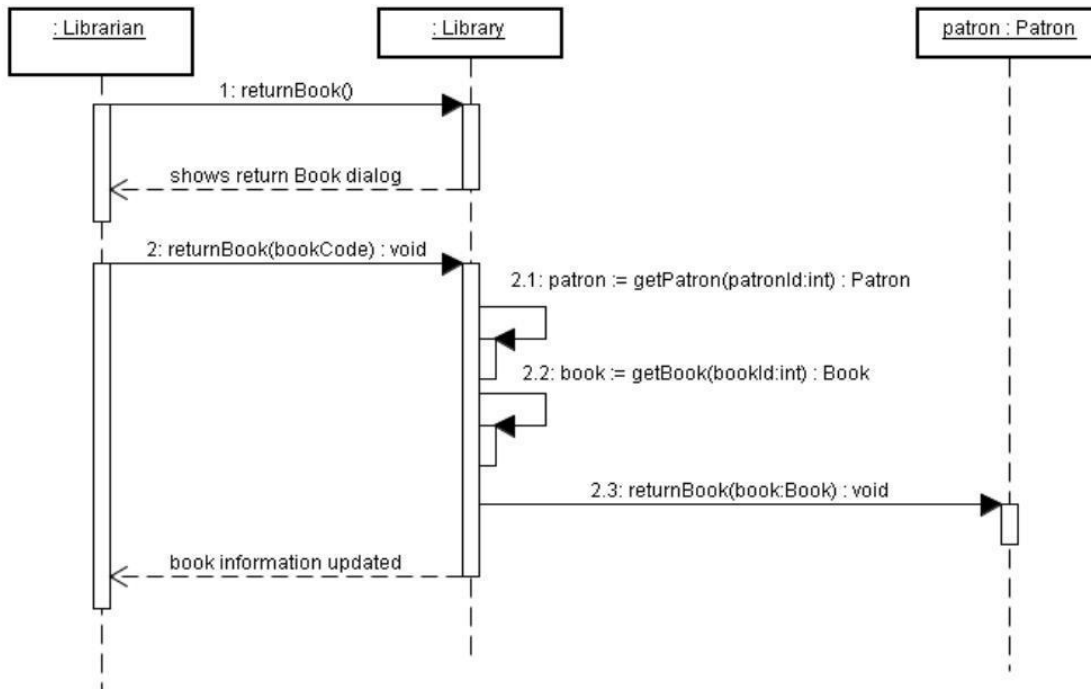 : Librarian
: Library
patron : Patron
1: returnBook()
shows return Book dialog
2: returnBook(bookCode) : void
2.1: patron := getPatron(patronId:int) : Patron
2.2: book := getBook(bookId:int) : Book
2.3: returnBook(book:Book) : void
book information updated